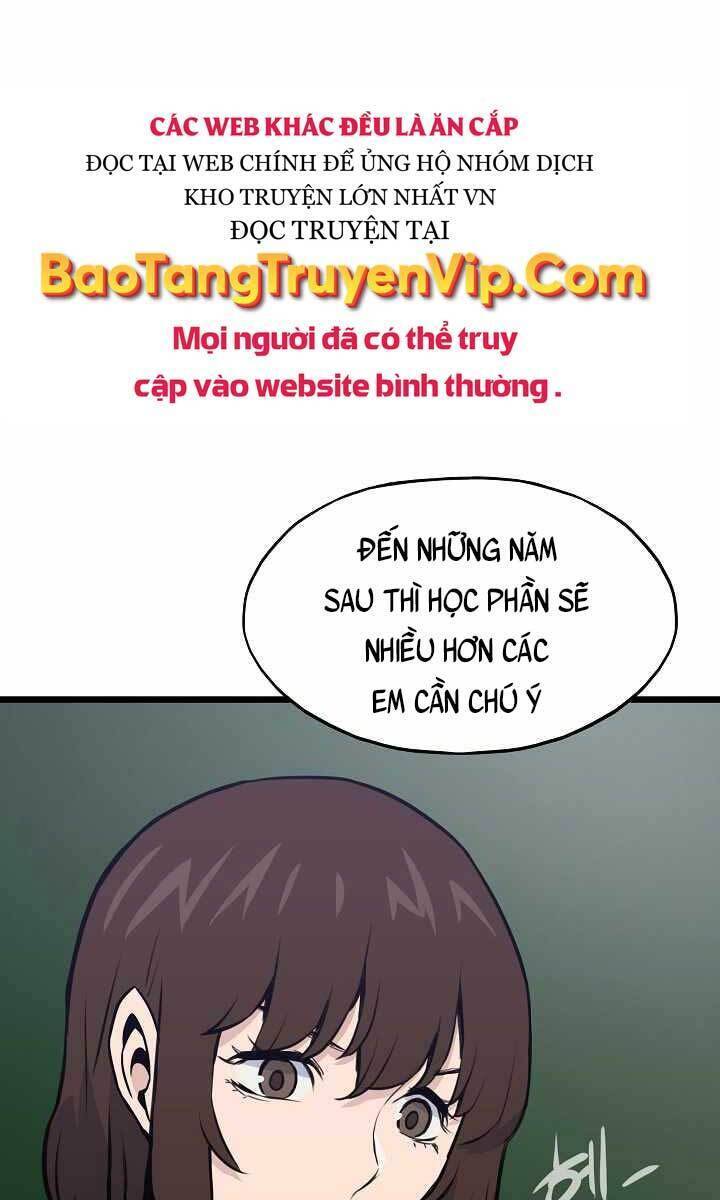 CÁC WEB KHÁC ĐỀU LÀ ĂN CẮP
ĐỌC TẠI WEB CHÍNH ĐỂ ỦNG HỘ NHÓM DỊCH
KHO TRUYỆN LỚN NHẤT VN
ĐỌC TRUYỆN TẠI
BaoTangTruyenVip.Com
Mọi người đã có thể truy
cập vào website bình thường.
ĐẾN NHỮNG NĂM
SAU THÌ HỌC PHẦN SẼ
NHIỀU HƠN CÁC
EM CẦN CHÚ Ý